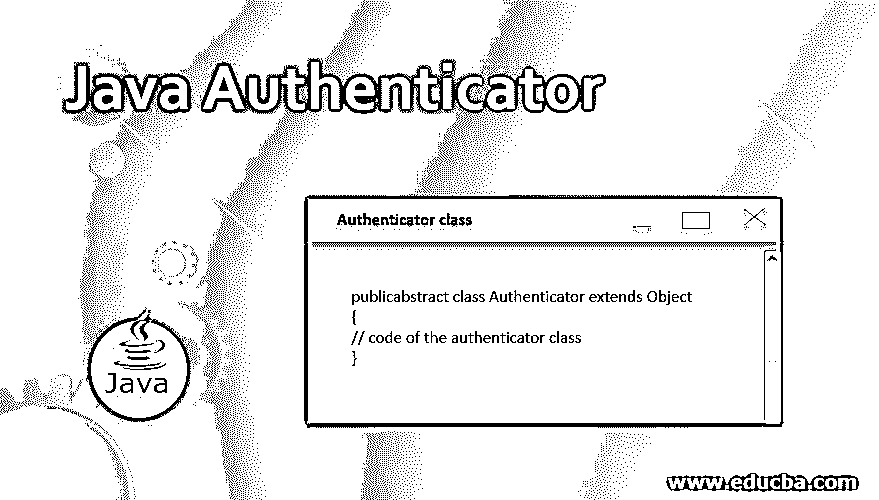 Java Authenticator
Authenticator class
publicabstract class Authenticator extends Object
{
// code of the authenticator class
}
Java
www.educba.com